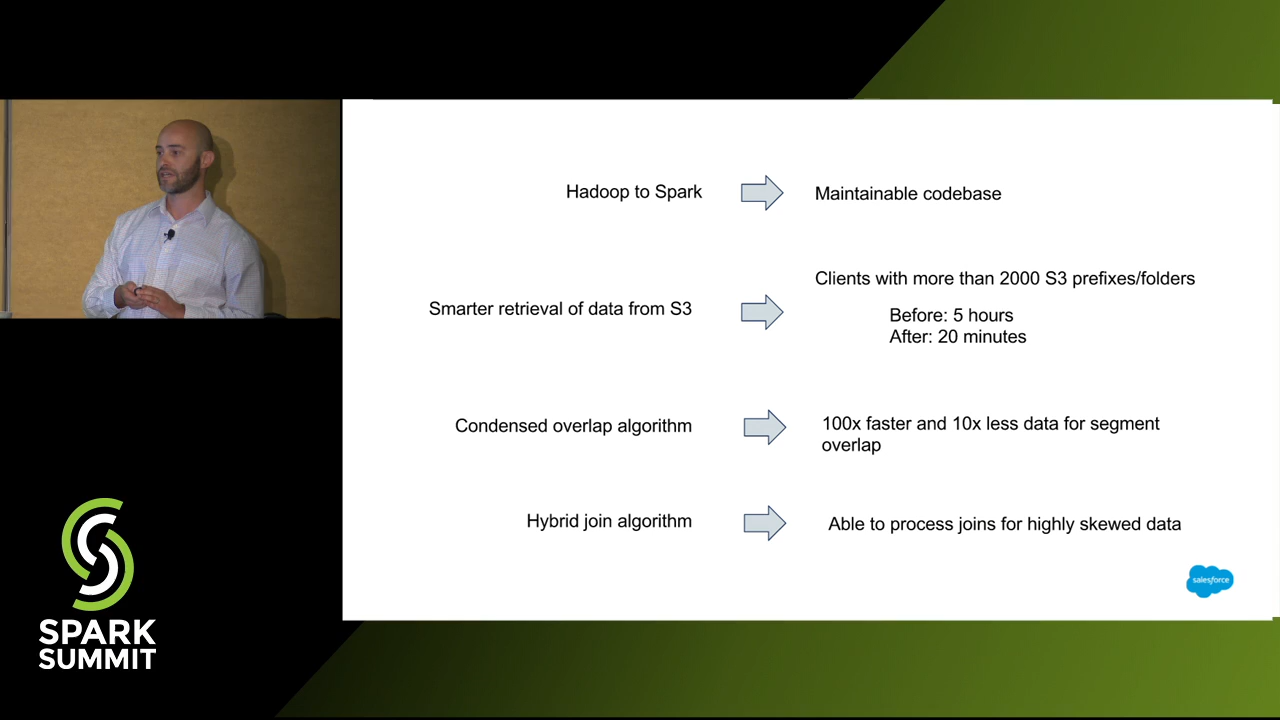 Hadoop to Spark
Maintainable codebase
Smarter retrieval of data from S3
Clients with more than 2000 S3 prefixes/folders
Before: 5 hours
After: 20 minutes
Condensed overlap algorithm
100x faster and 10x less data for segment
overlap
Hybrid join algorithm
Able to process joins for highly skewed data
salesforce
SPARK
SUMMIT